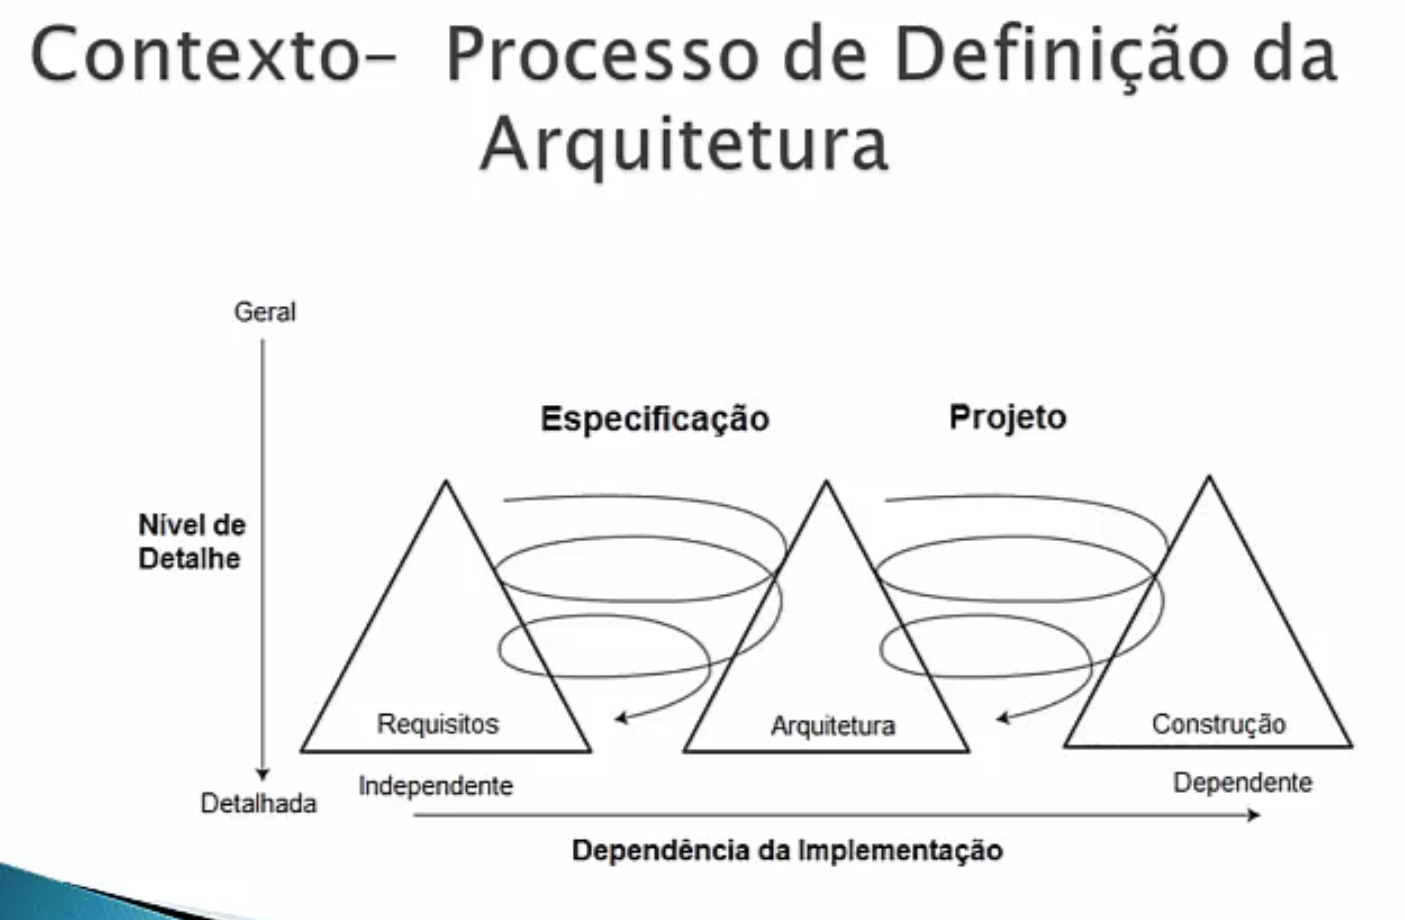 Contexto– Processo de Definição da
Arquitetura
Geral
Especificação
Projeto
Nível de
Detalhe
Requisitos
Arquitetura
Construção
Independente
Dependente
Detalhada
Dependência da Implementação